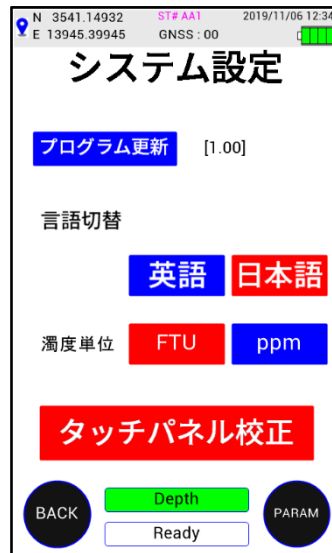 N 3541.14932 ST# AA1 2019/11/06 12:34
E 13945.39945 GNSS : 00
システム設定
プログラム更新 [1.00]
言語切替
英語 日本語
濁度単位 FTU ppm
タッチパネル校正
Depth
BACK PARAM
Ready